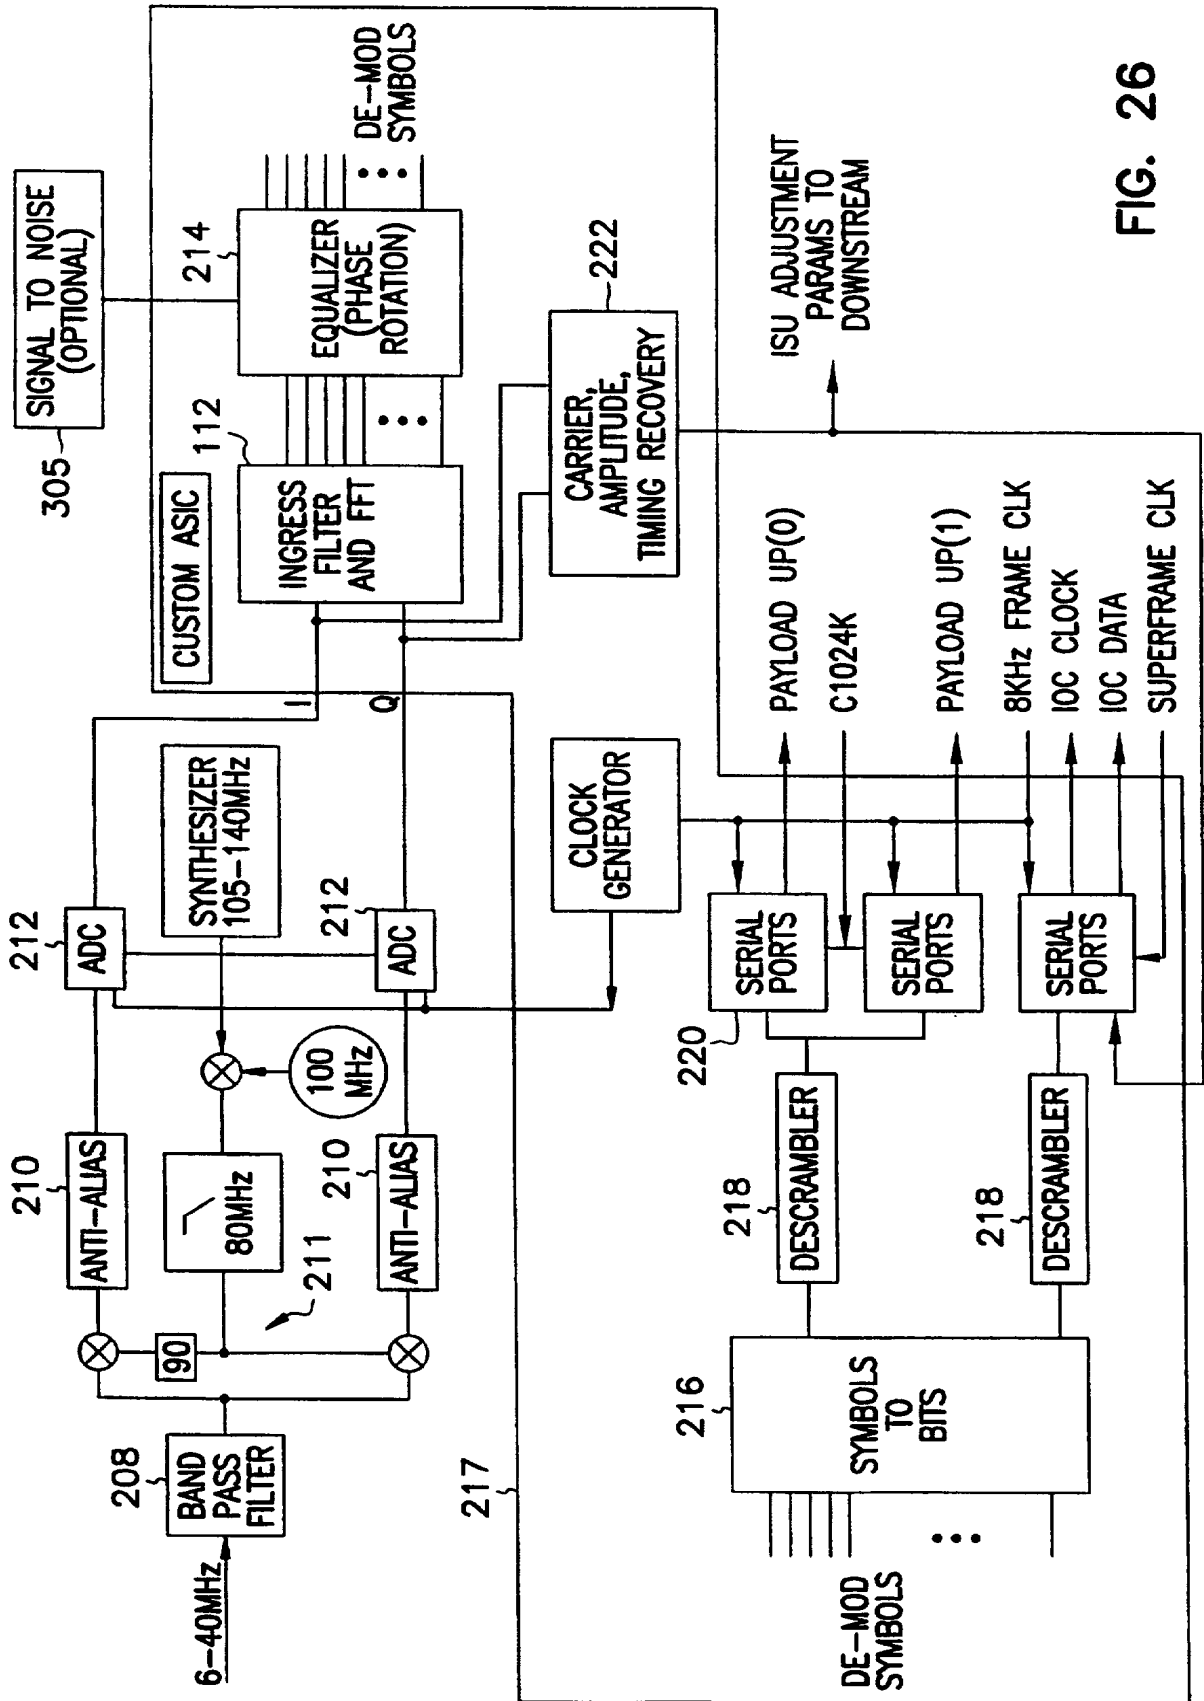 6-40MHz
208
BAND
PASS
FILTER
90
211
210
ANTI-ALIAS
80MHz
210
ANTI-ALIAS
100
MHz
SYNTHESIZER
105-140MHz
212
ADC
212
ADC
I
Q
CUSTOM ASIC
305
SIGNAL TO NOISE
(OPTIONAL)
112
INGRESS
FILTER
AND FFT
214
EQUALIZER
(PHASE
ROTATION)
DE-MOD
SYMBOLS
222
CARRIER,
AMPLITUDE,
TIMING RECOVERY
ISU ADJUSTMENT
PARAMS TO
DOWNSTREAM
217
CLOCK
GENERATOR
DE-MOD
SYMBOLS
216
SYMBOLS
TO
BITS
218
DESCRAMBLER
218
DESCRAMBLER
220
SERIAL
PORTS
SERIAL
PORTS
SERIAL
PORTS
PAYLOAD UP(0)
C1024K
PAYLOAD UP(1)
8KHz FRAME CLK
IOC CLOCK
IOC DATA
SUPERFRAME CLK
FIG. 26